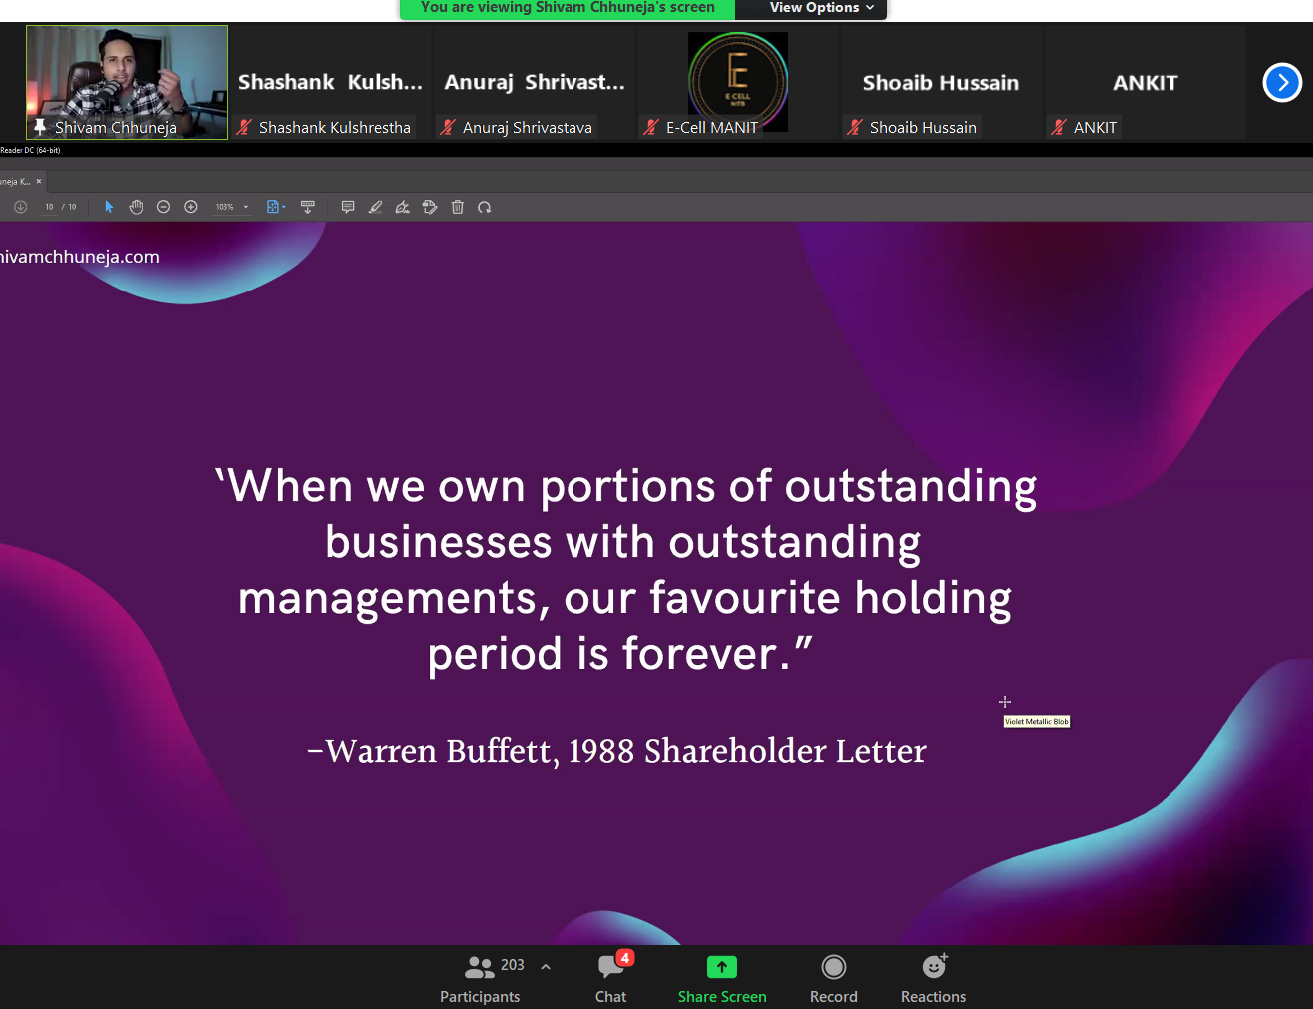 You are viewing Shivam Chhuneja's screen
View Options
Shashank Kulsh...
Anuraj Shrivast...
E CELL
NITB
Shoaib Hussain
ANKIT
Shivam Chhuneja
Shashank Kulshrestha
Anuraj Shrivastava
E-Cell MANIT
Shoaib Hussain
ANKIT
Reader DC (64-bit)
uneja K... ×
10 / 10
103%
hivamchhuneja.com
‘When we own portions of outstanding
businesses with outstanding
managements, our favourite holding
period is forever.”
Violet Metallic Blob
–Warren Buffett, 1988 Shareholder Letter
203
4
Participants
Chat
Share Screen
Record
Reactions